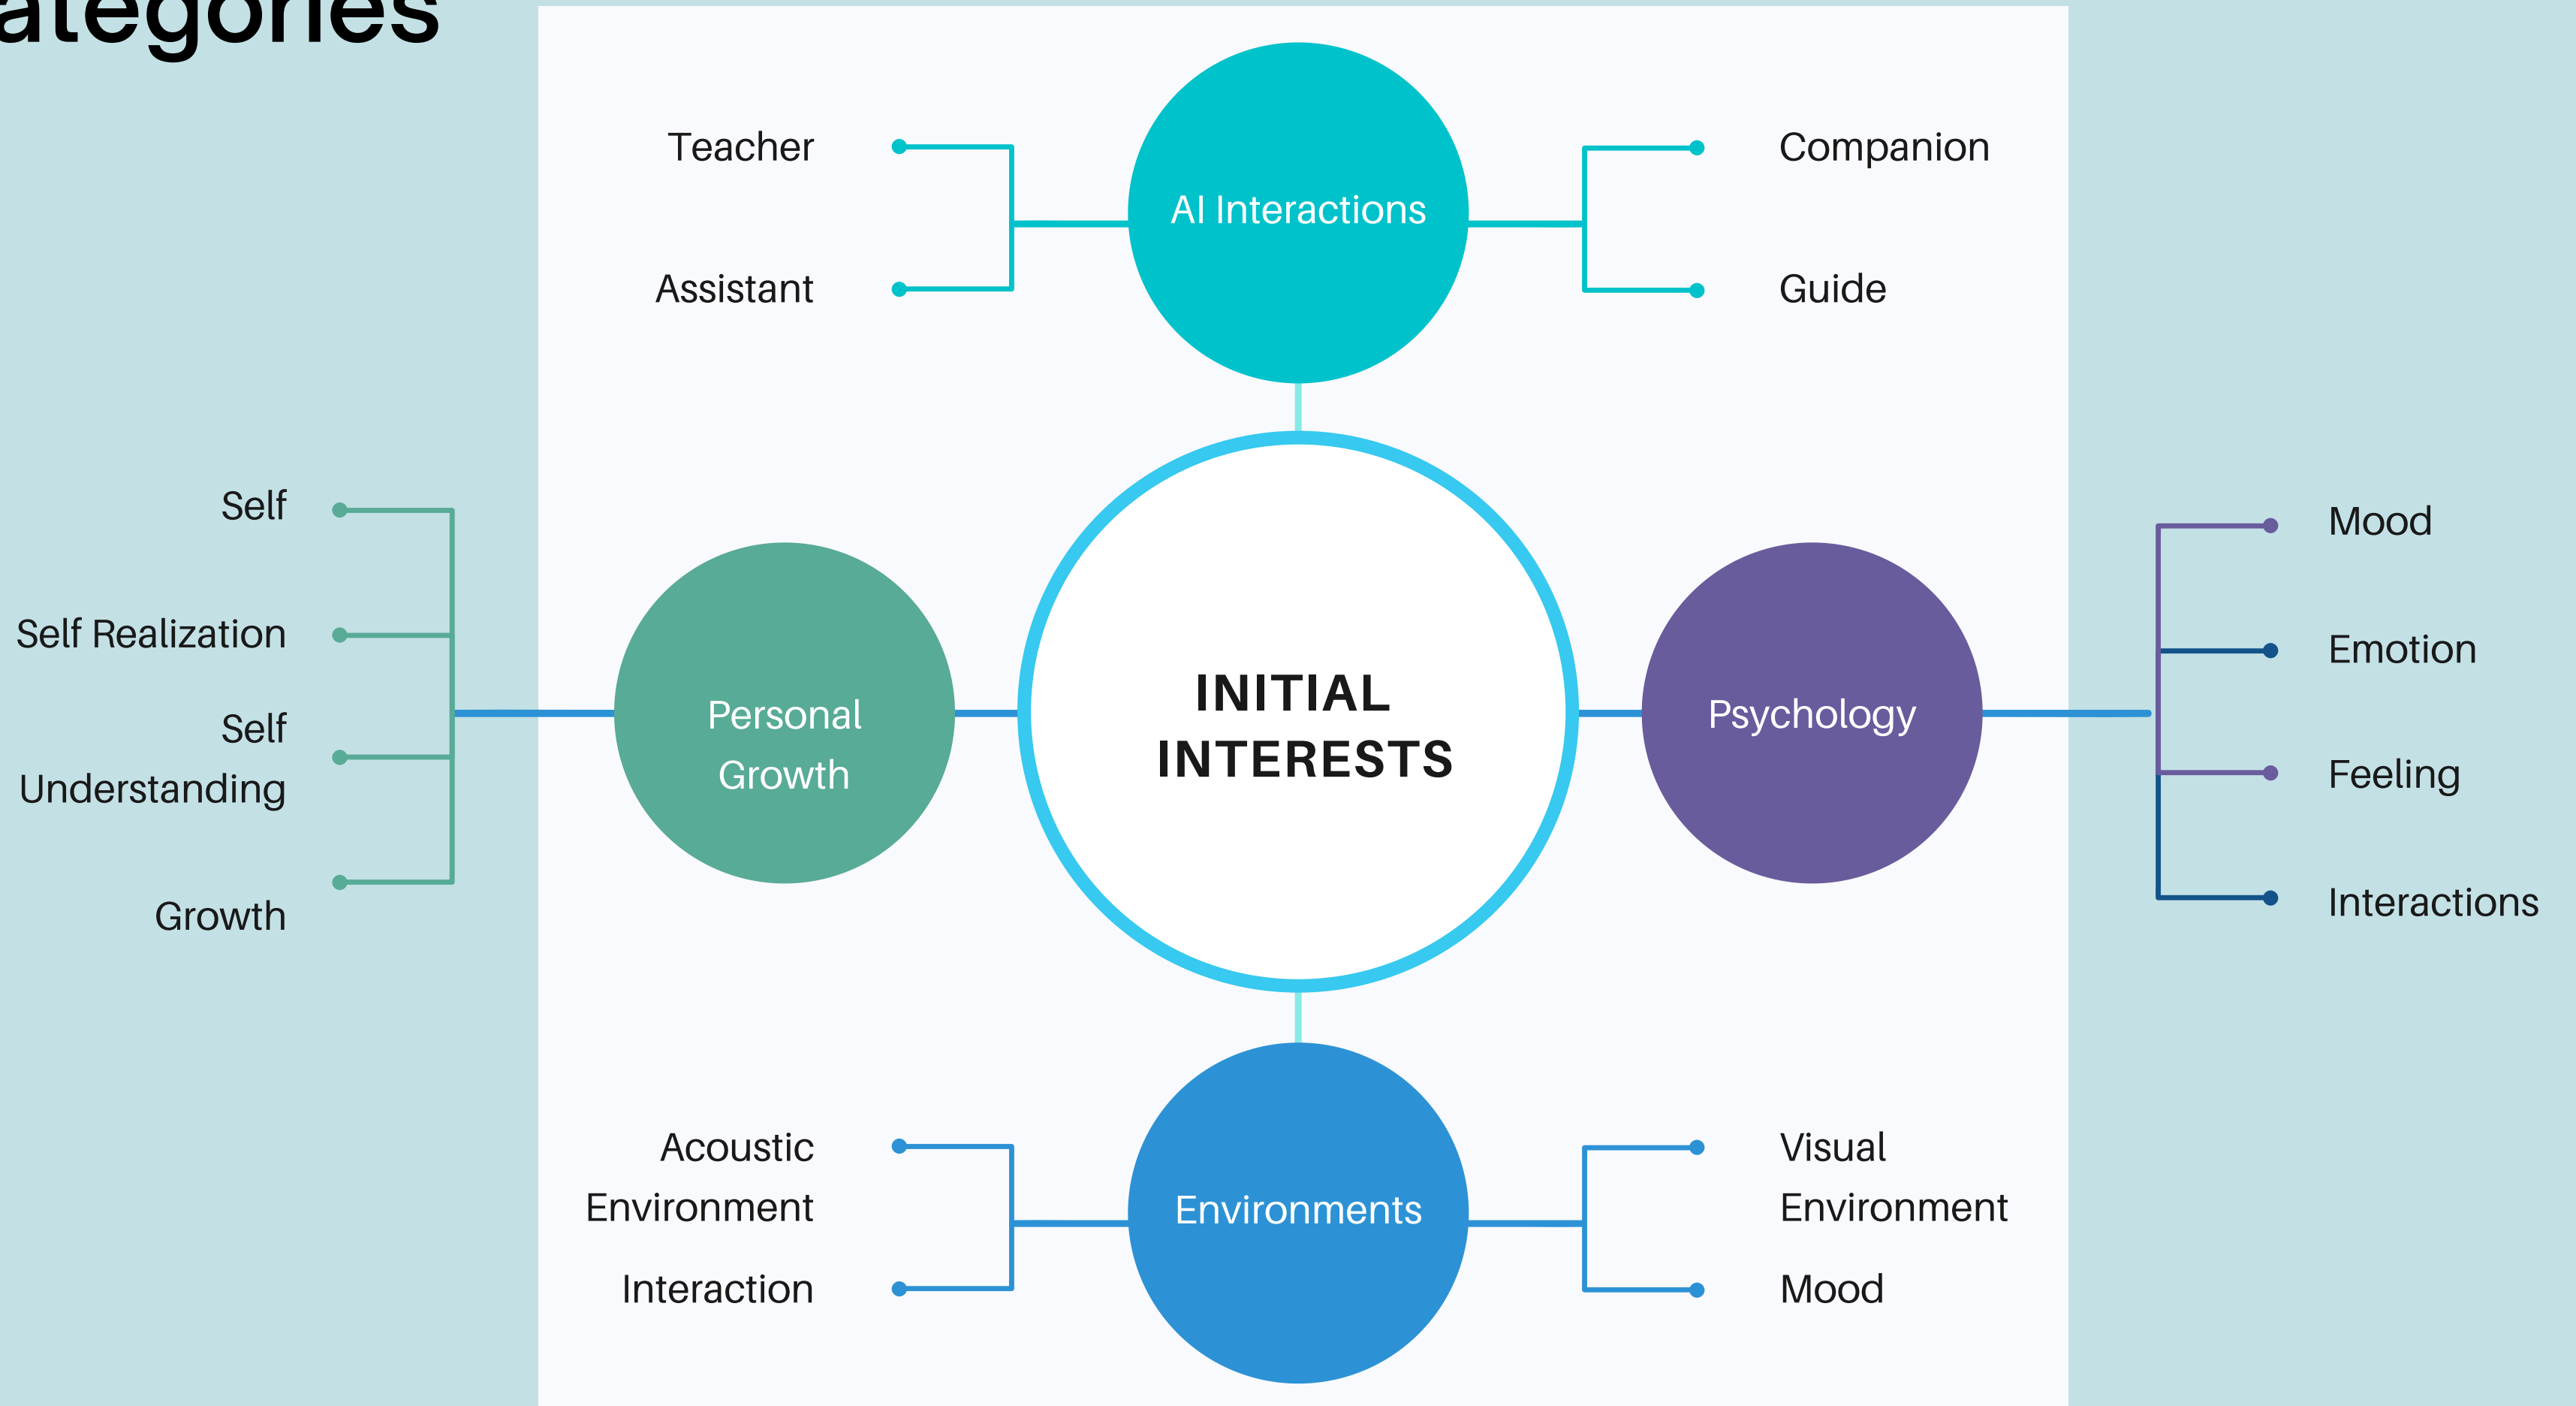 ategories
Teacher
Assistant
AI Interactions
Companion
Guide
Self
Self Realization
Self
Understanding
Growth
Personal
Growth
INITIAL
INTERESTS
Psychology
Mood
Emotion
Feeling
Interactions
Acoustic
Environment
Interaction
Environments
Visual
Environment
Mood